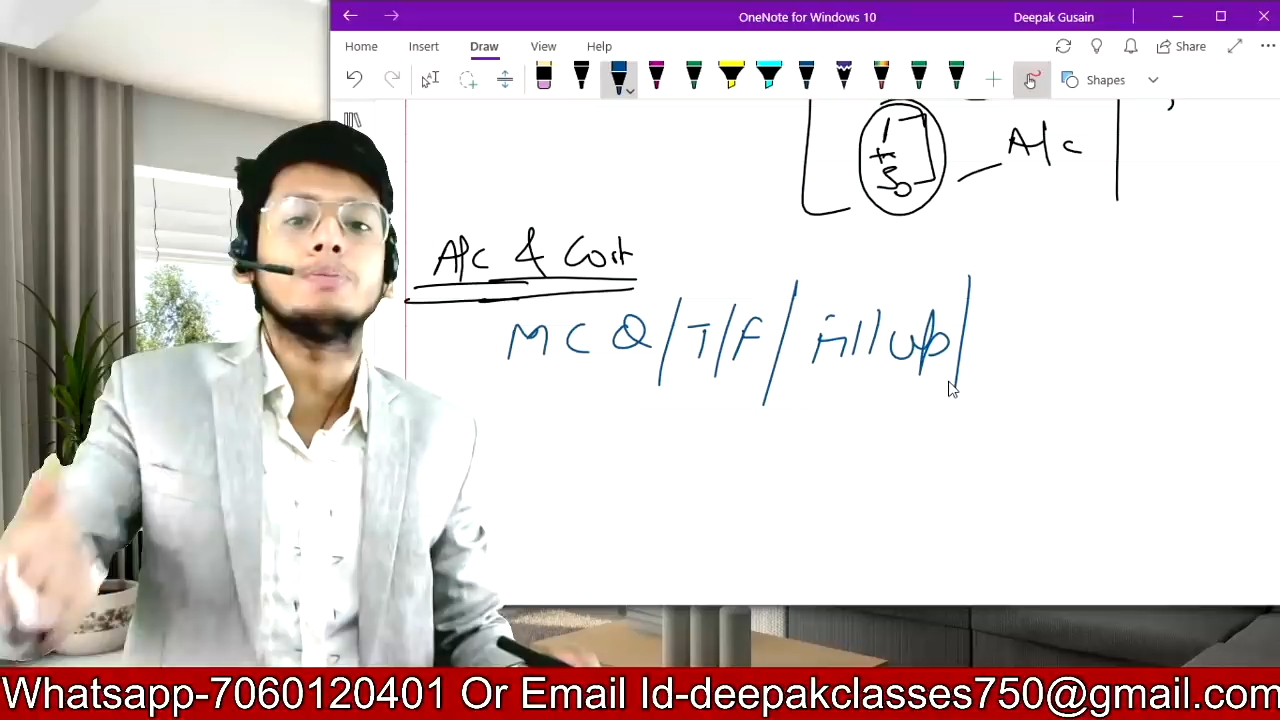 OneNote for Windows 10 Deepak Gusain
Home Insert Draw View Help Share
Shapes
A/c
A/c & Cost
MCQ/T/F/Fill up/
Whatsapp-7060120401 Or Email Id-deepakclasses750@gmail.com